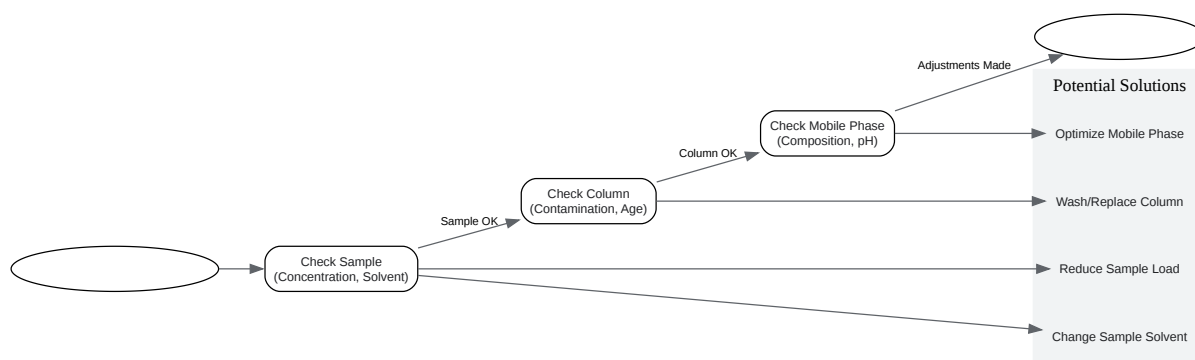 Adjustments Made
Potential Solutions
Check Mobile Phase
(Composition, pH)
Optimize Mobile Phase
Column OK
Check Column
(Contamination, Age)
Wash/Replace Column
Sample OK
Check Sample
(Concentration, Solvent)
Reduce Sample Load
Change Sample Solvent